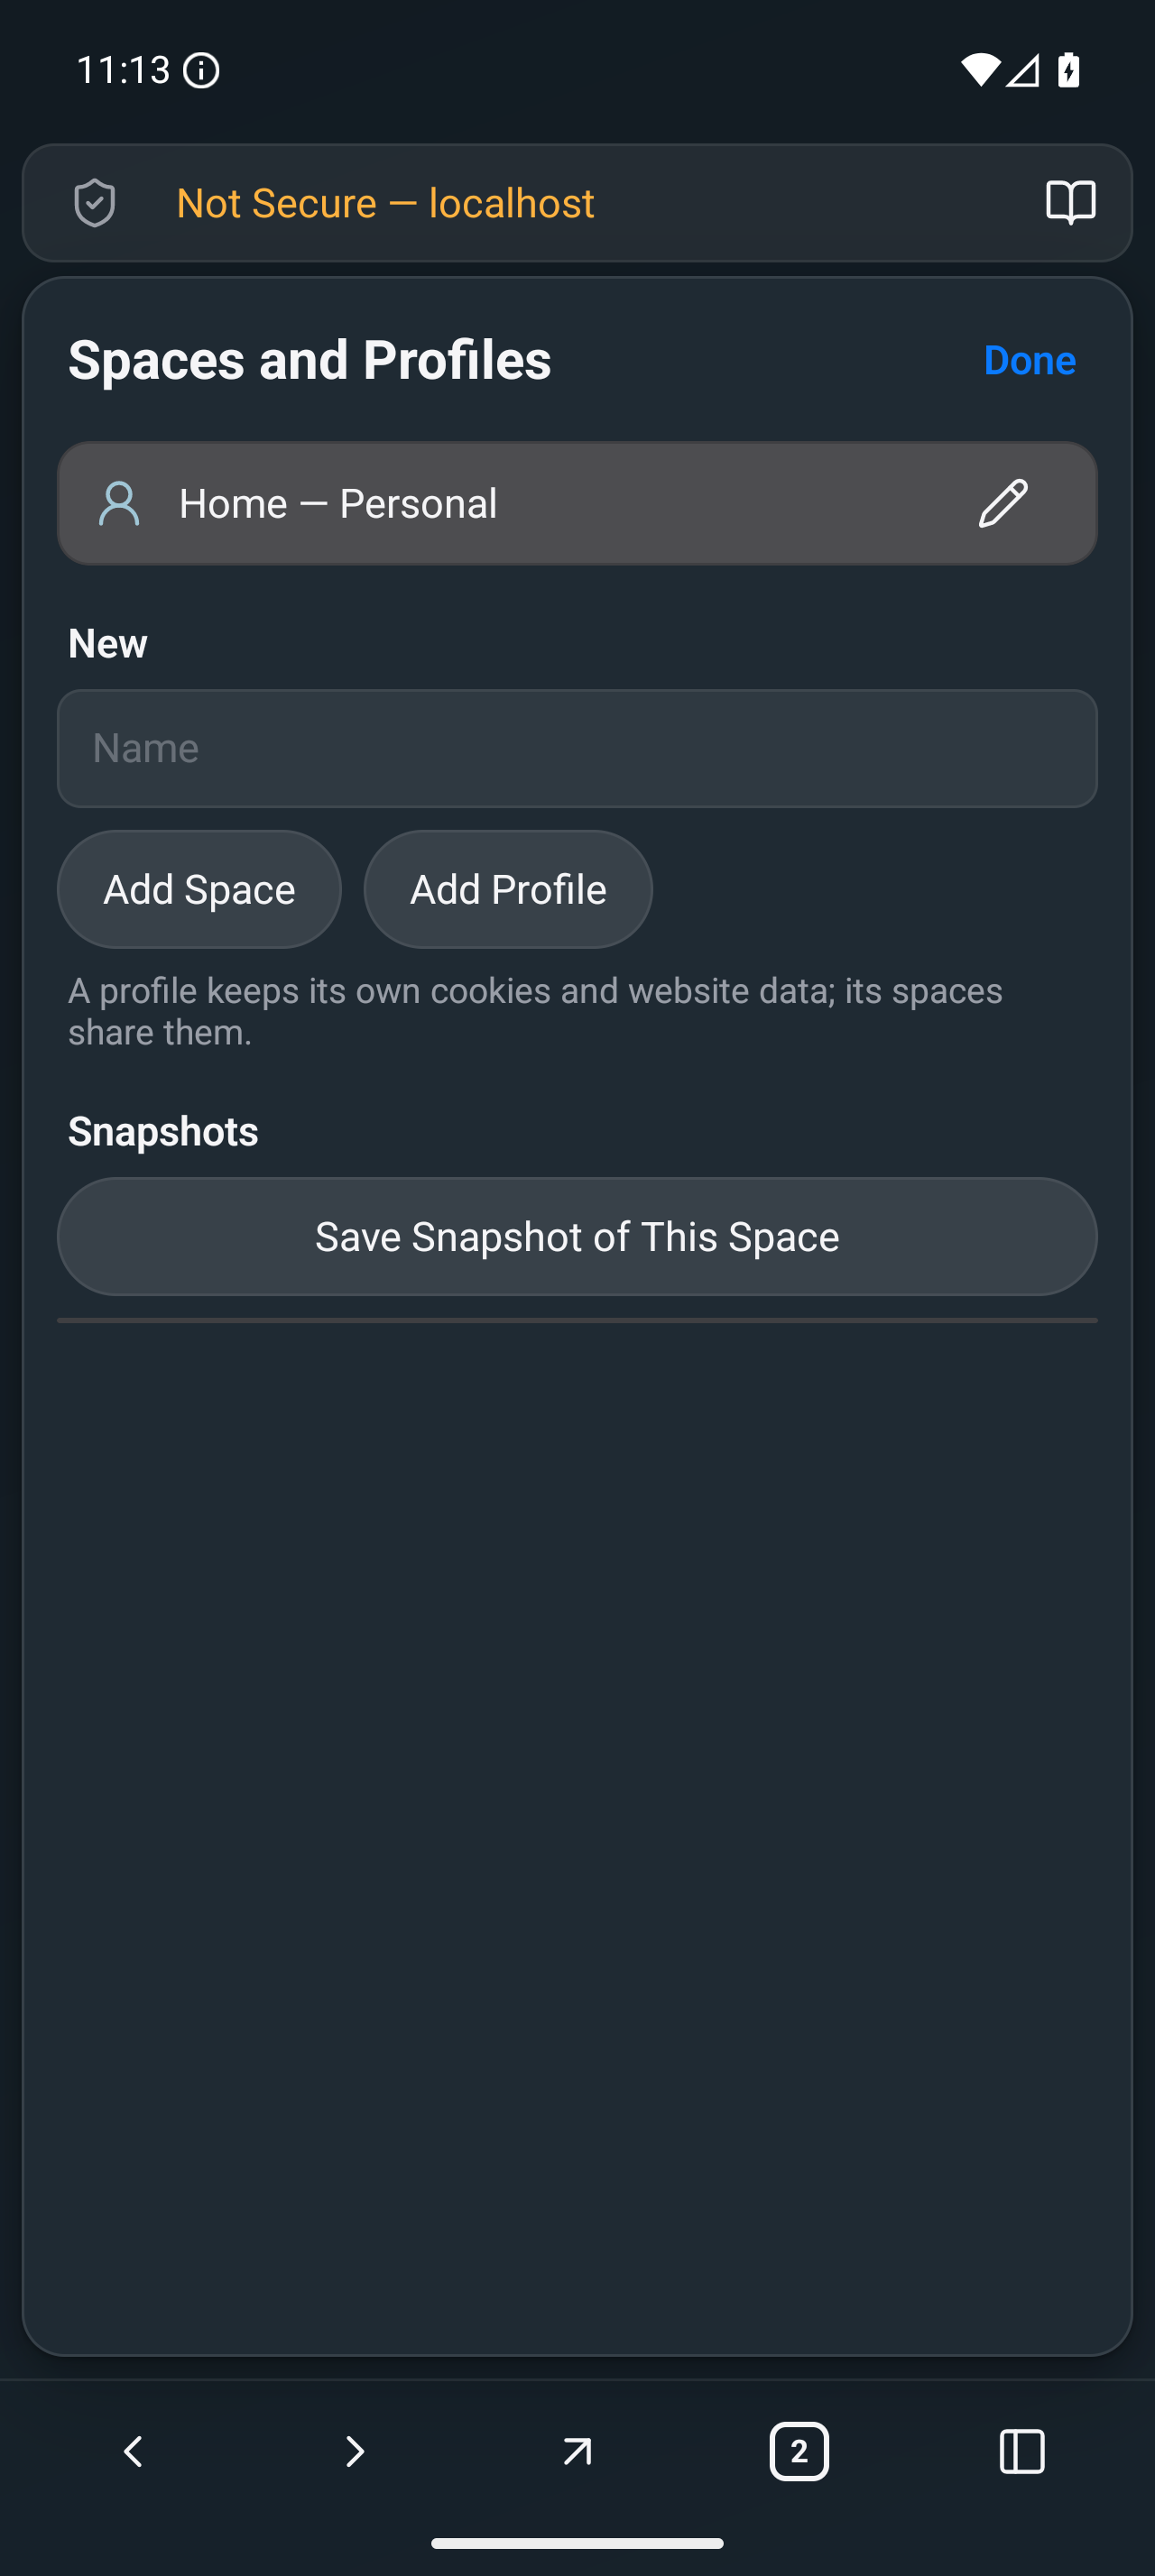 11:13
Not Secure — localhost
Spaces and Profiles
Done
Home — Personal
New
Name
Add Space
Add Profile
A profile keeps its own cookies and website data; its spaces
share them.
Snapshots
Save Snapshot of This Space
2